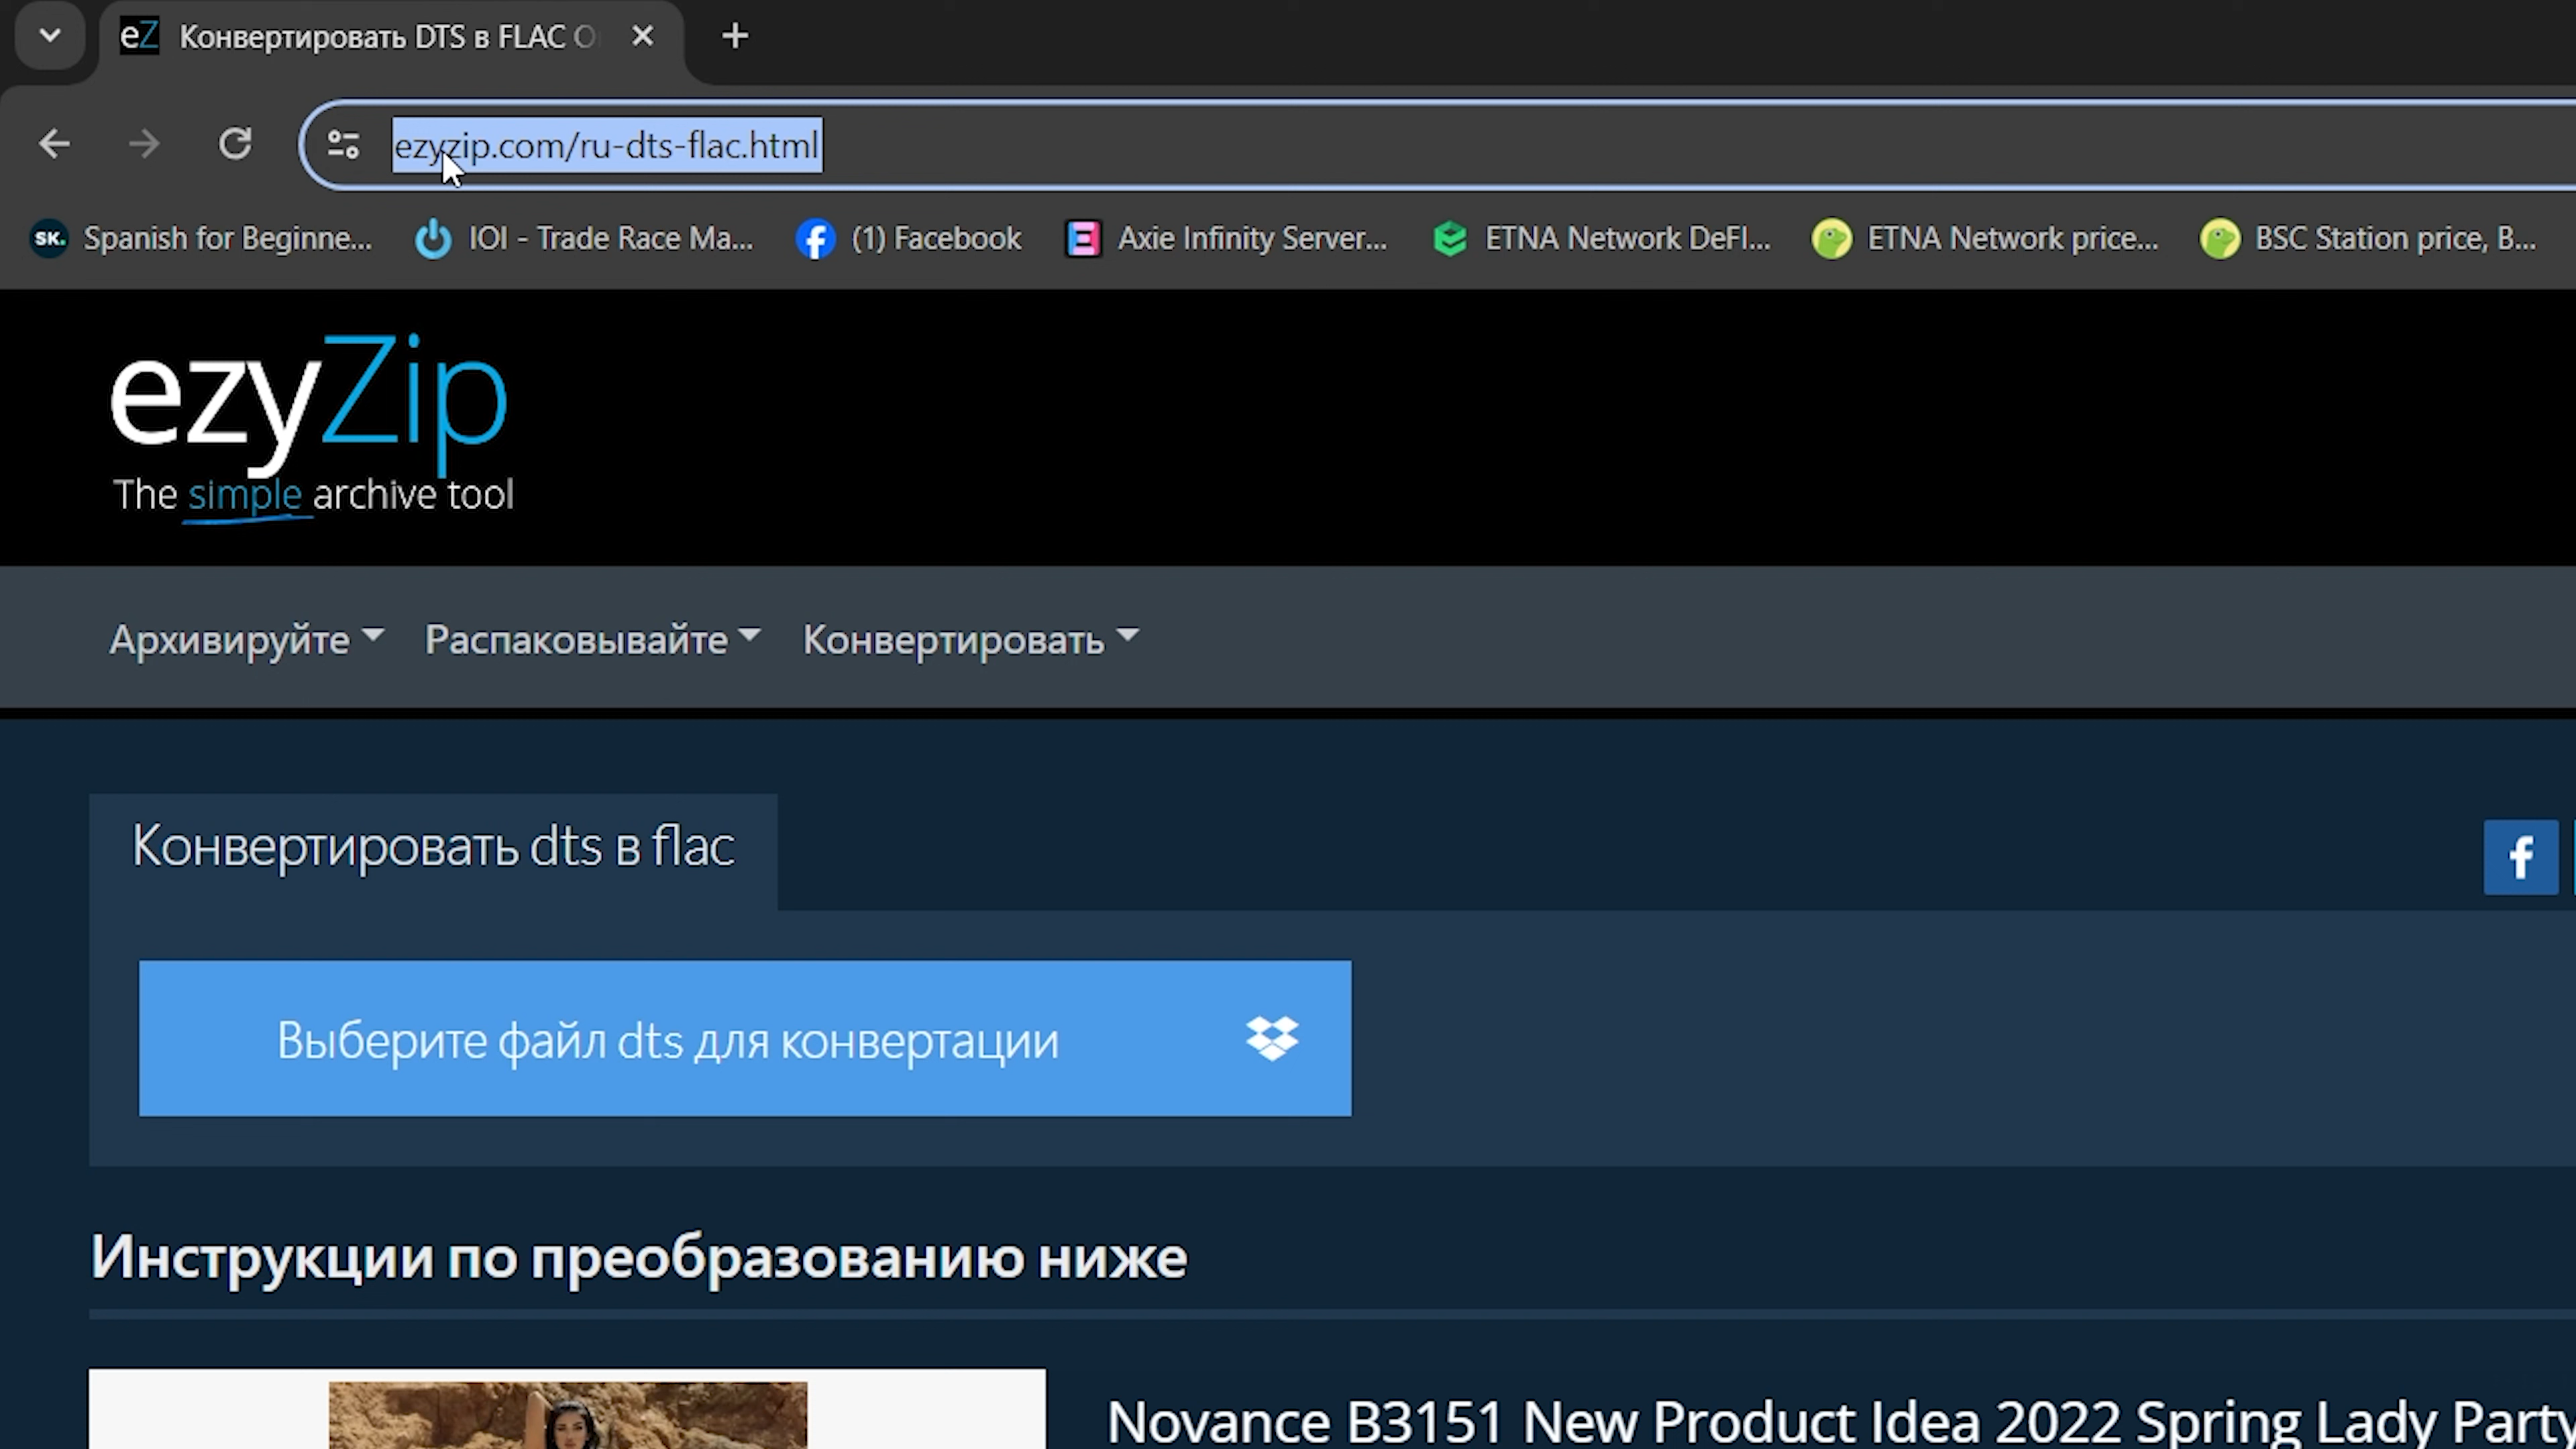 eZ Конвертировать DTS в FLAC О
ezyzip.com/ru-dts-flac.html
SK. Spanish for Beginne... IOI - Trade Race Ma... (1) Facebook Axie Infinity Server... ETNA Network DeFI... ETNA Network price... BSC Station price, B...
ezyZip
The simple archive tool
Архивируйте Распаковывайте Конвертировать
Конвертировать dts в flac
Выберите файл dts для конвертации
Инструкции по преобразованию ниже
Novance B3151 New Product Idea 2022 Spring Lady Party